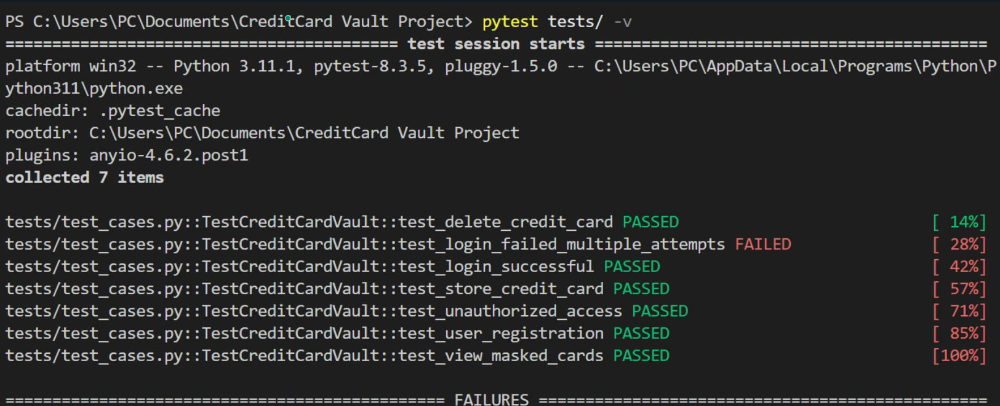 PS C:\Users\PC\Documents\CreditCard Vault Project> pytest tests/ -v
========================================== test session starts ==========================================
platform win32 -- Python 3.11.1, pytest-8.3.5, pluggy-1.5.0 -- C:\Users\PC\AppData\Local\Programs\Python\P
ython311\python.exe
cachedir: .pytest_cache
rootdir: C:\Users\PC\Documents\CreditCard Vault Project
plugins: anyio-4.6.2.post1
collected 7 items
tests/test_cases.py::TestCreditCardVault::test_delete_credit_card PASSED [ 14%]
tests/test_cases.py::TestCreditCardVault::test_login_failed_multiple_attempts FAILED [ 28%]
tests/test_cases.py::TestCreditCardVault::test_login_successful PASSED [ 42%]
tests/test_cases.py::TestCreditCardVault::test_store_credit_card PASSED [ 57%]
tests/test_cases.py::TestCreditCardVault::test_unauthorized_access PASSED [ 71%]
tests/test_cases.py::TestCreditCardVault::test_user_registration PASSED [ 85%]
tests/test_cases.py::TestCreditCardVault::test_view_masked_cards PASSED [100%]
=============================================== FAILURES ================================================